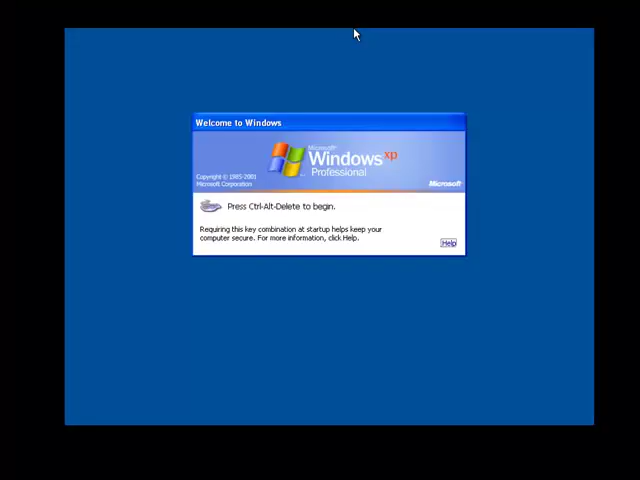 Welcome to Windows
Microsoft
Windows xp
Professional
Copyright © 1985-2001
Microsoft Corporation
Microsoft
Press Ctrl-Alt-Delete to begin.
Requiring this key combination at startup helps keep your
computer secure. For more information, click Help.
Help